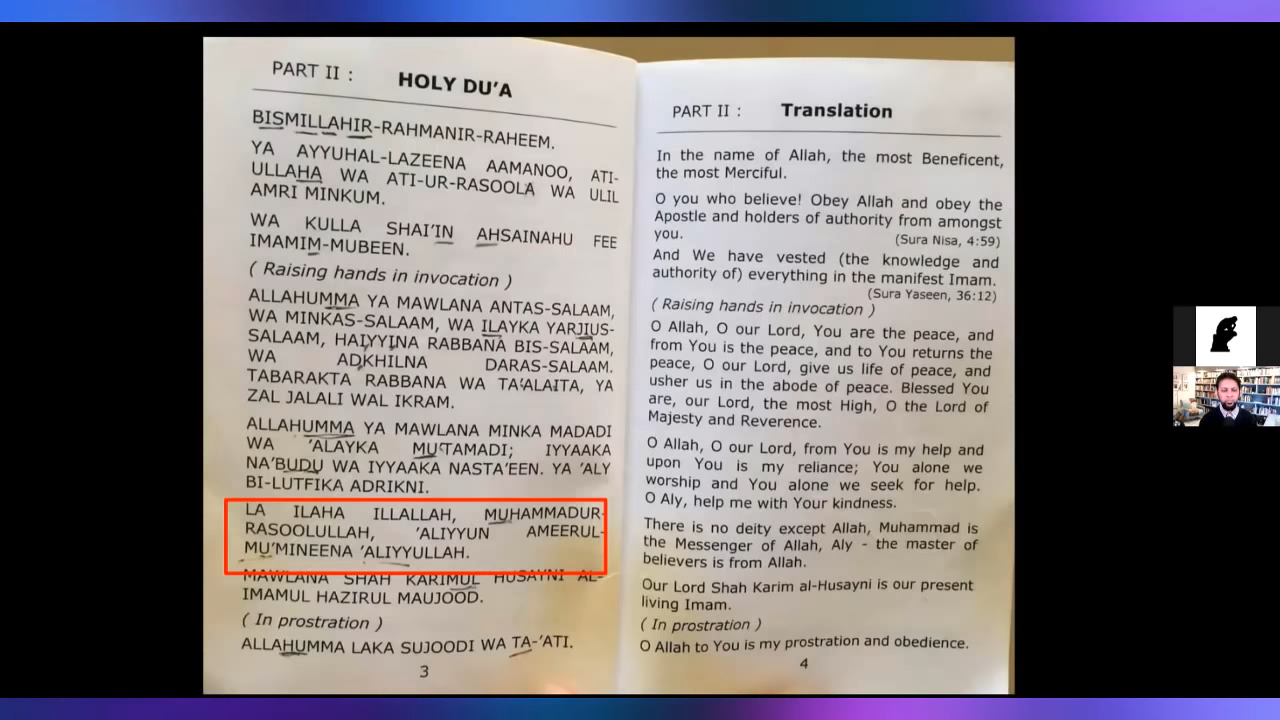 PART II : HOLY DU’A
BISMILLAHIR-RAHMANIR-RAHEEM.
YA AYYUHAL-LAZEENA AAMANOO, ATI-
ULLAHA WA ATI-UR-RASOOLA WA ULIL
AMRI MINKUM.
WA KULLA SHAI’IN AHSAINAHU FEE
IMAMIM-MUBEEN.
( Raising hands in invocation )
ALLAHUMMA YA MAWLANA ANTAS-SALAAM,
WA MINKAS-SALAAM, WA ILAYKA YARJIUS-
SALAAM, HAIYYINA RABBANA BIS-SALAAM,
WA ADKHILNA DARAS-SALAAM.
TABARAKTA RABBANA WA TA’ALAITA, YA
ZAL JALALI WAL IKRAM.
ALLAHUMMA YA MAWLANA MINKA MADADI
WA ’ALAYKA MU‘TAMADI; IYYAAKA
NA’BUDU WA IYYAAKA NASTA’EEN. YA ’ALY
BI-LUTFIKA ADRIKNI.
LA ILAHA ILLALLAH, MUHAMMADUR-
RASOOLULLAH, ’ALIYYUN AMEERUL-
MU’MINEENA ’ALIYYULLAH.
MAWLANA SHAH KARIMUL HUSAYNI AL-
IMAMUL HAZIRUL MAUJOOD.
( In prostration )
ALLAHUMMA LAKA SUJOODI WA TA-’ATI.
3
PART II : Translation
In the name of Allah, the most Beneficent,
the most Merciful.
O you who believe! Obey Allah and obey the
Apostle and holders of authority from amongst
you. (Sura Nisa, 4:59)
And We have vested (the knowledge and
authority of) everything in the manifest Imam.
(Sura Yaseen, 36:12)
( Raising hands in invocation )
O Allah, O our Lord, You are the peace, and
from You is the peace, and to You returns the
peace, O our Lord, give us life of peace, and
usher us in the abode of peace. Blessed You
are, our Lord, the most High, O the Lord of
Majesty and Reverence.
O Allah, O our Lord, from You is my help and
upon You is my reliance; You alone we
worship and You alone we seek for help.
O Aly, help me with Your kindness.
There is no deity except Allah, Muhammad is
the Messenger of Allah, Aly - the master of
believers is from Allah.
Our Lord Shah Karim al-Husayni is our present
living Imam.
( In prostration )
O Allah to You is my prostration and obedience.
4